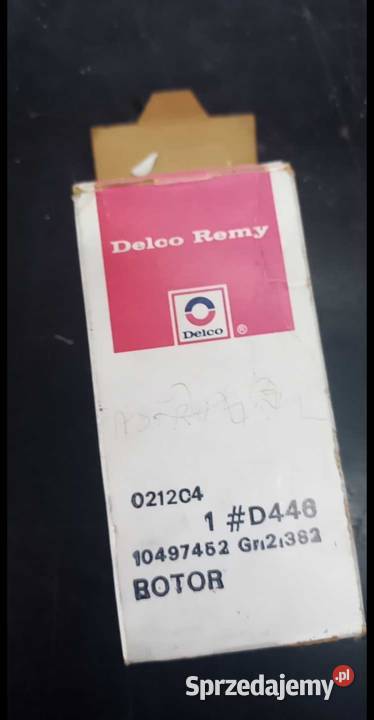 Delco Remy
Delco ®
021204
1 #D446
10497452 Gr.2.382
ROTOR
Sprzedajemy.pl